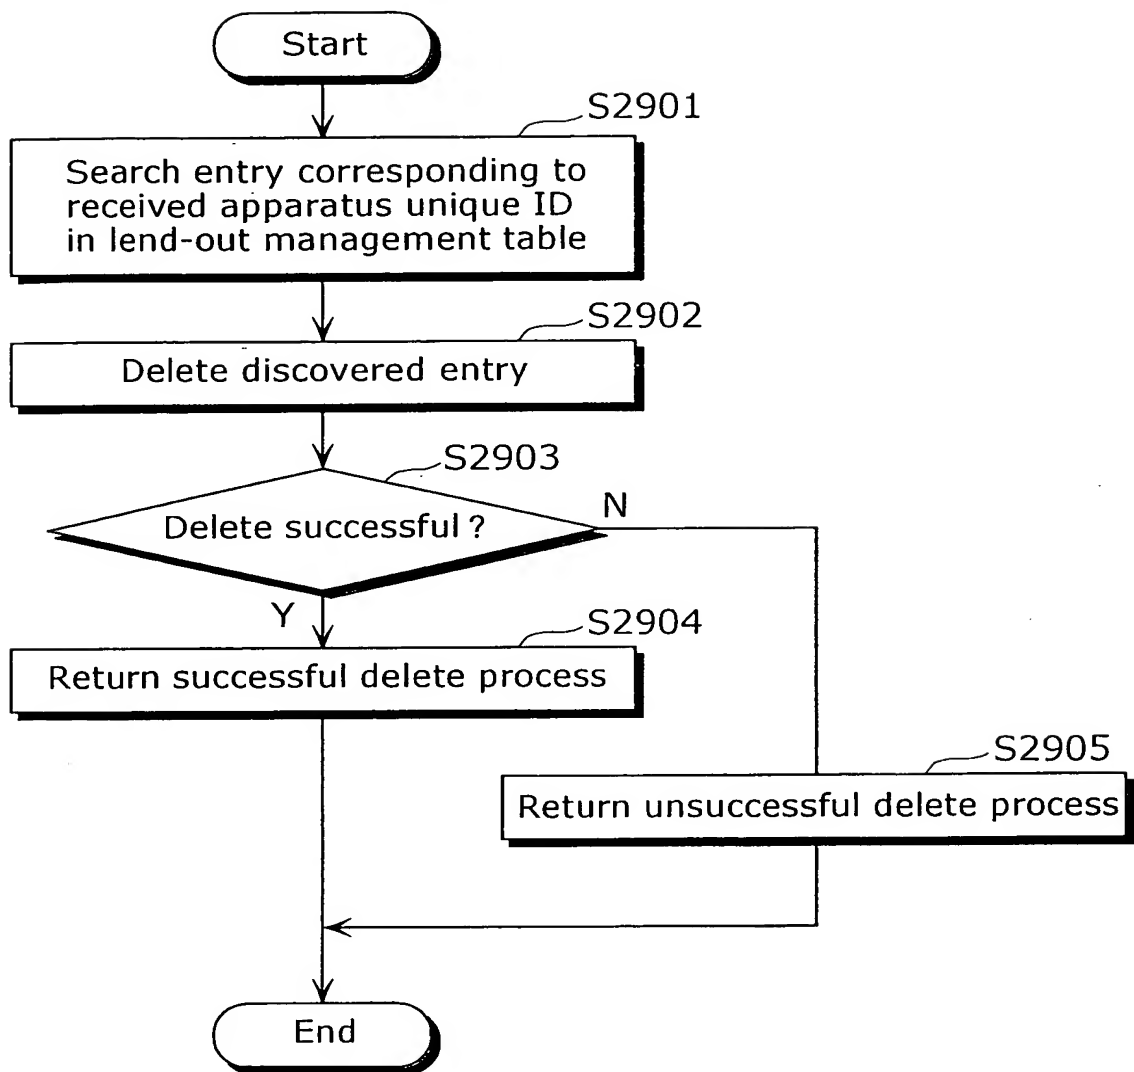 Start
S2901
Search entry corresponding to
received apparatus unique ID
in lend-out management table
S2902
Delete discovered entry
S2903
Delete successful ?
N
Y
S2904
Return successful delete process
S2905
Return unsuccessful delete process
End